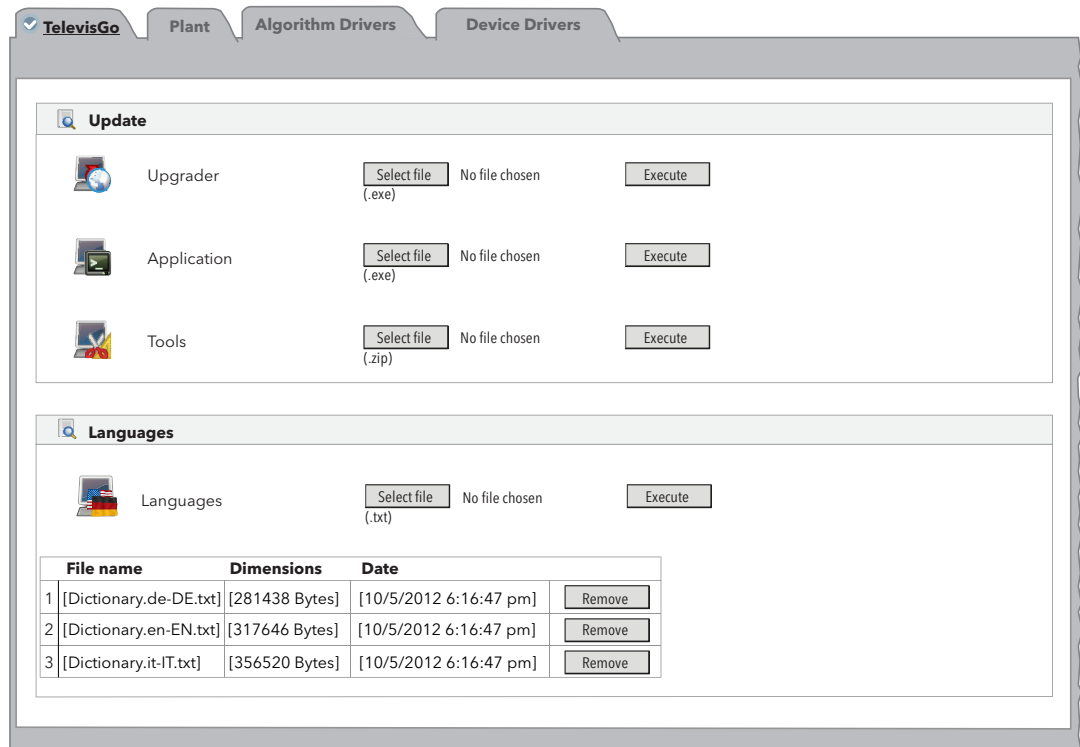 TelevisGo Plant Algorithm Drivers Device Drivers
Update
Upgrader Select file No file chosen Execute
(.exe)
Application Select file No file chosen Execute
(.exe)
Tools Select file No file chosen Execute
(.zip)
Languages
Languages Select file No file chosen Execute
(.txt)
File name Dimensions Date
1 [Dictionary.de-DE.txt] [281438 Bytes] [10/5/2012 6:16:47 pm] Remove
2 [Dictionary.en-EN.txt] [317646 Bytes] [10/5/2012 6:16:47 pm] Remove
3 [Dictionary.it-IT.txt] [356520 Bytes] [10/5/2012 6:16:47 pm] Remove